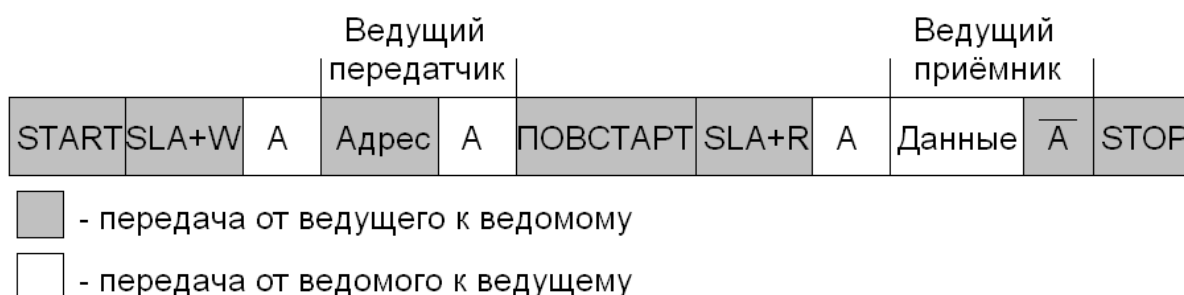 Ведущий Ведущий
передатчик приёмник
START SLA+W A Адрес A ПОВСТАРТ SLA+R A Данные A̅ STOP
- передача от ведущего к ведомому
- передача от ведомого к ведущему